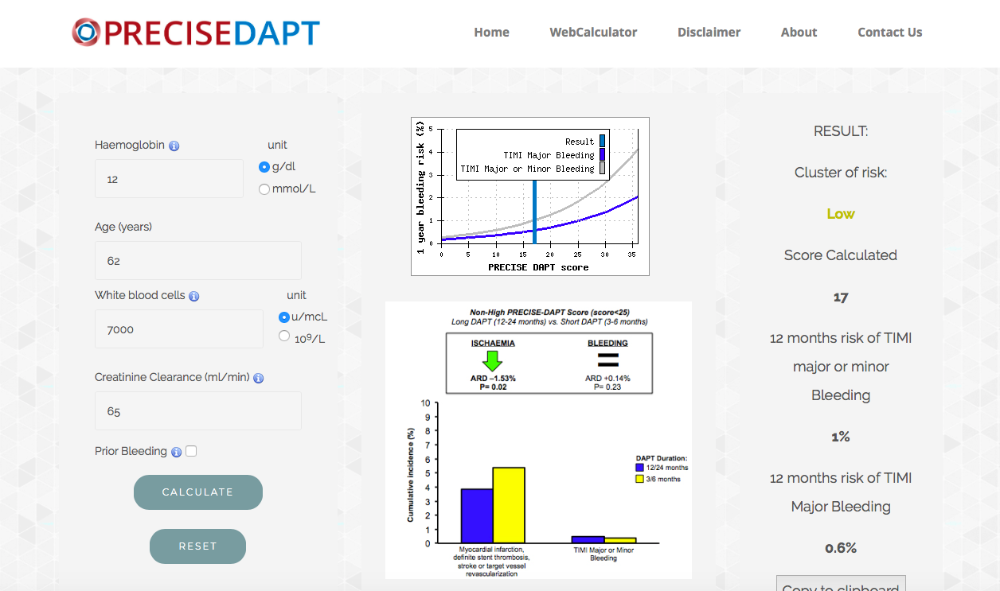 PRECISEDAPT
Home WebCalculator Disclaimer About Contact Us
Haemoglobin unit
12
g/dl
mmol/L
Age (years)
62
White blood cells unit
7000
u/mcL
10⁹/L
Creatinine Clearance (ml/min)
65
Prior Bleeding
CALCULATE
RESET
1 year bleeding risk (%)
5
4
3
2
1
0
Result
TIMI Major Bleeding
TIMI Major or Minor Bleeding
0 5 10 15 20 25 30 35
PRECISE DAPT score
Non-High PRECISE-DAPT Score (score<25)
Long DAPT (12-24 months) vs. Short DAPT (3-6 months)
ISCHAEMIA BLEEDING
ARD –1.53% ARD +0.14%
P= 0.02 P= 0.23
Cumulative incidence (%)
10
9
8
7
6
5
4
3
2
1
0
DAPT Duration:
12/24 months
3/6 months
Myocardial infarction,
definite stent thrombosis,
stroke or target vessel
revascularization
TIMI Major or Minor
Bleeding
RESULT:
Cluster of risk:
Low
Score Calculated
17
12 months risk of TIMI
major or minor
Bleeding
1%
12 months risk of TIMI
Major Bleeding
0.6%
Copy to clipboard